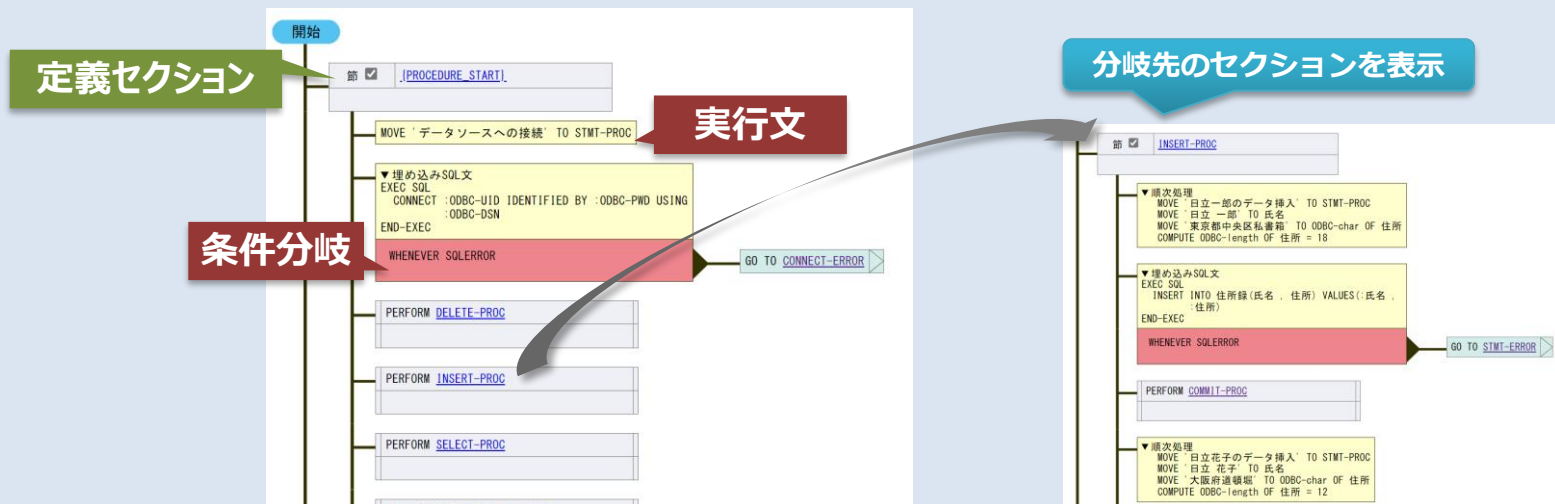 開始
定義セクション
節 [PROCEDURE_START]
実行文
MOVE 'データソースへの接続' TO STMT-PROC
▼埋め込みSQL文
EXEC SQL
CONNECT :ODBC-UID IDENTIFIED BY :ODBC-PWD USING
:ODBC-DSN
END-EXEC
条件分岐
WHENEVER SQLERROR
GO TO CONNECT-ERROR
PERFORM DELETE-PROC
PERFORM INSERT-PROC
PERFORM SELECT-PROC
分岐先のセクションを表示
節 INSERT-PROC
▼順次処理
MOVE '日立一郎のデータ挿入' TO STMT-PROC
MOVE '日立 一郎' TO 氏名
MOVE '東京都中央区私書箱' TO ODBC-char OF 住所
COMPUTE ODBC-length OF 住所 = 18
▼埋め込みSQL文
EXEC SQL
INSERT INTO 住所録(氏名 , 住所) VALUES(:氏名 ,
:住所)
END-EXEC
WHENEVER SQLERROR
GO TO STMT-ERROR
PERFORM COMMIT-PROC
▼順次処理
MOVE '日立花子のデータ挿入' TO STMT-PROC
MOVE '日立 花子' TO 氏名
MOVE '大阪府道頓堀' TO ODBC-char OF 住所
COMPUTE ODBC-length OF 住所 = 12